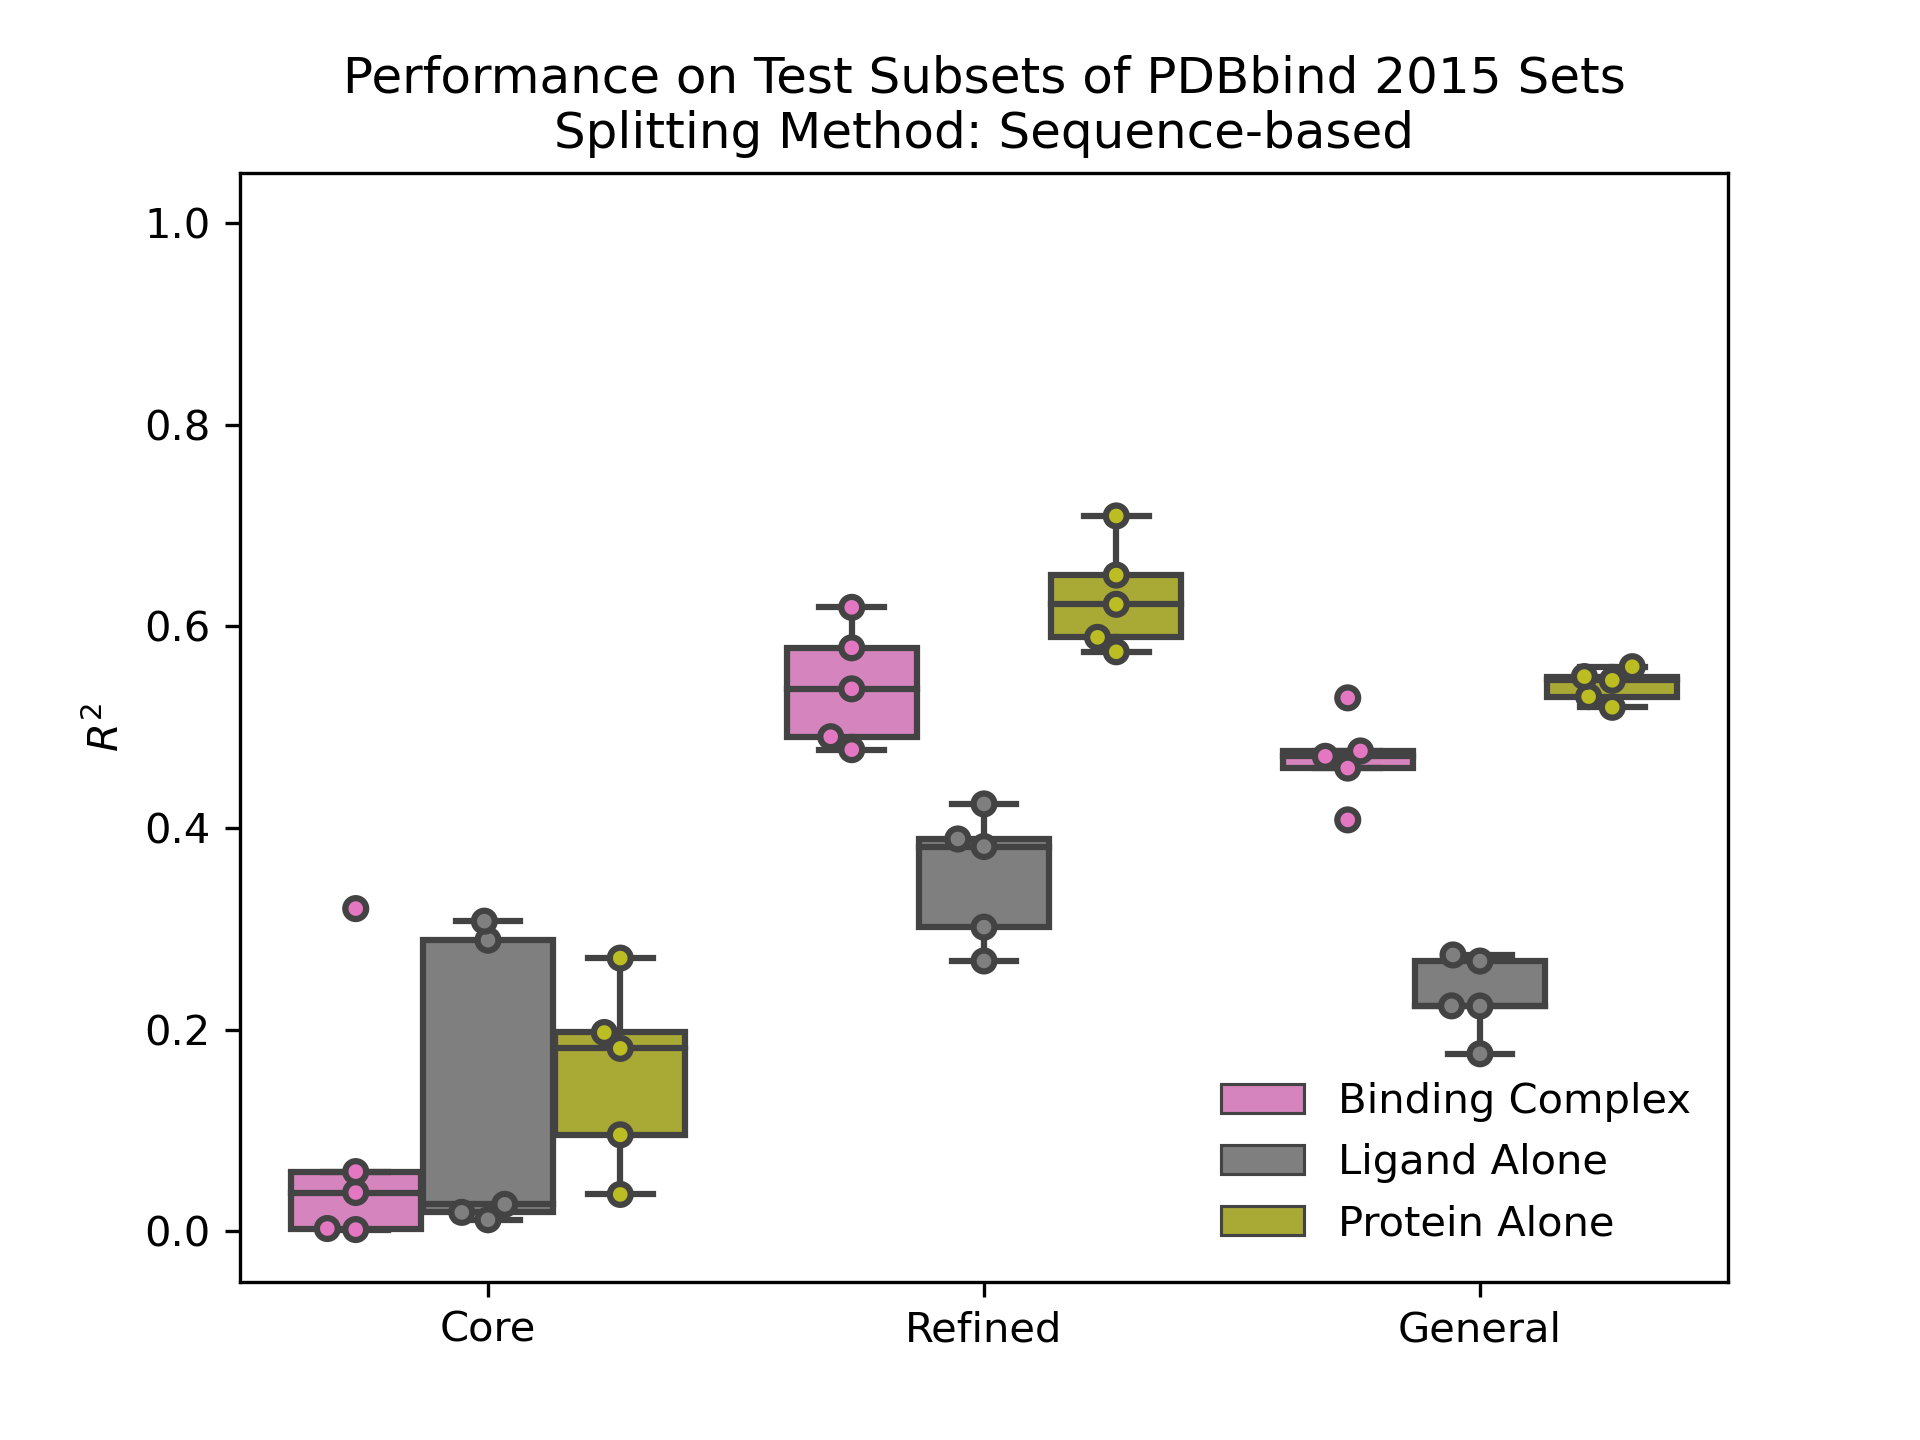 Performance on Test Subsets of PDBbind 2015 Sets
Splitting Method: Sequence-based
1.0
0.8
0.6
0.4
0.2
0.0
R²
Core
Refined
General
Binding Complex
Ligand Alone
Protein Alone